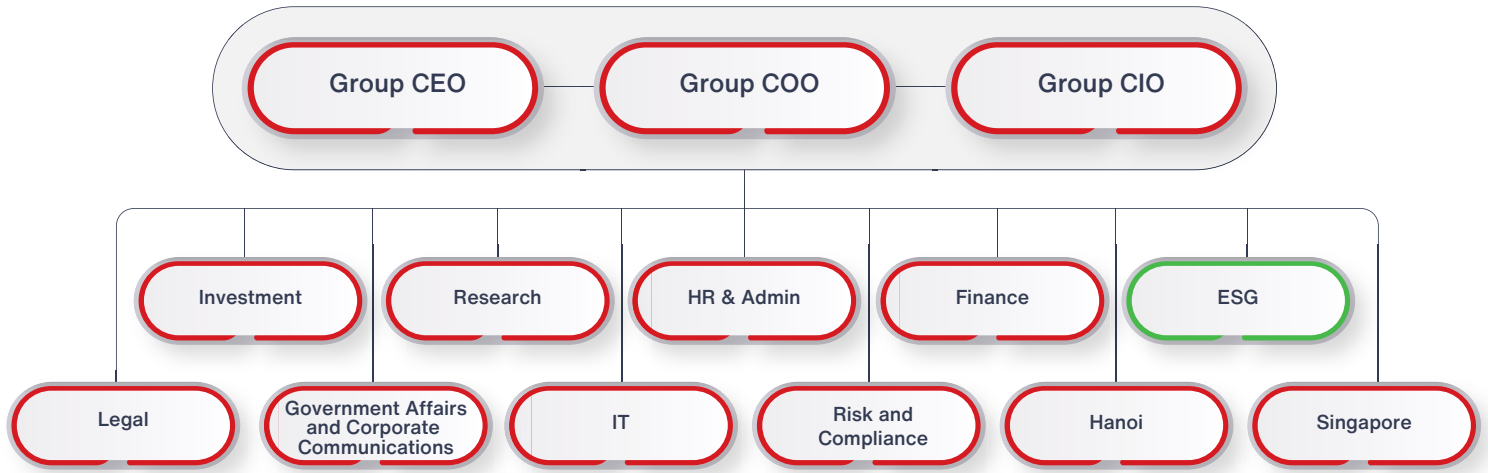 Group CEO
Group COO
Group CIO
Investment
Research
HR & Admin
Finance
ESG
Legal
Government Affairs
and Corporate
Communications
IT
Risk and
Compliance
Hanoi
Singapore